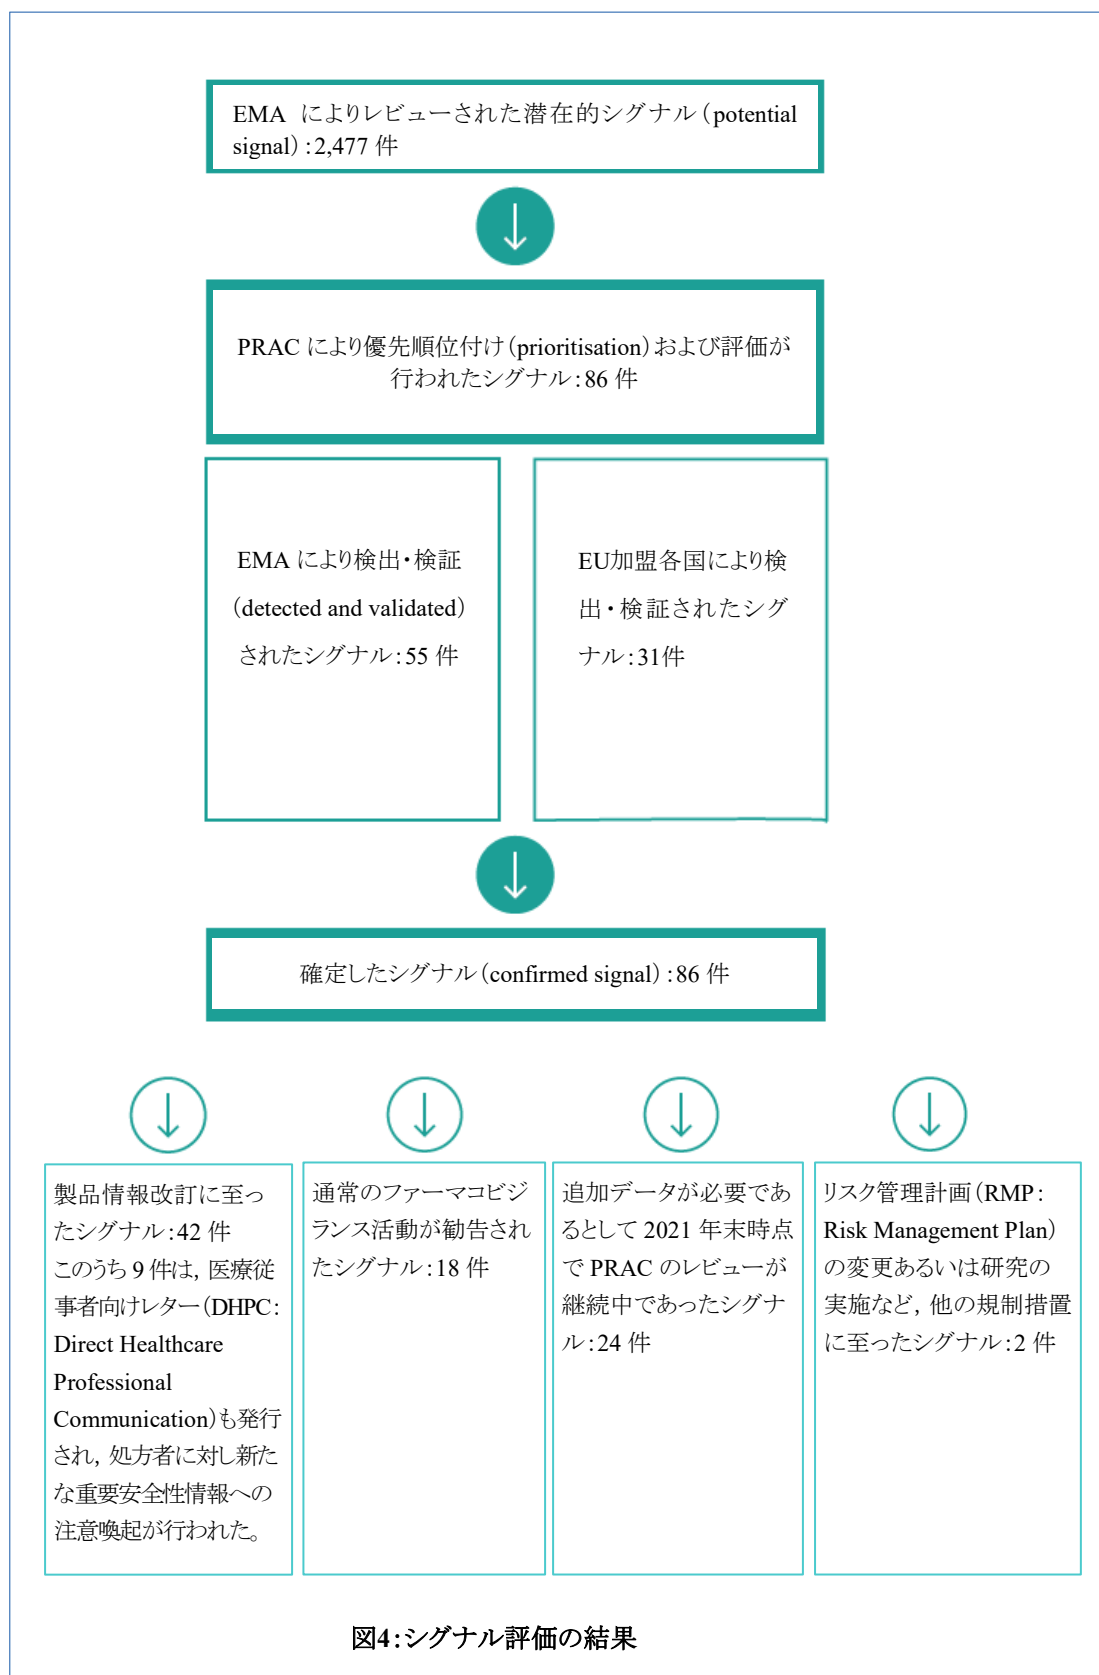 EMA によりレビューされた潜在的シグナル(potential
signal):2,477 件
PRAC により優先順位付け(prioritisation)および評価が
行われたシグナル:86 件
EMA により検出・検証
(detected and validated)
されたシグナル:55 件
EU加盟各国により検
出・検証されたシグ
ナル:31件
確定したシグナル(confirmed signal):86 件
製品情報改訂に至っ
たシグナル:42 件
このうち 9 件は, 医療従
事者向けレター(DHPC:
Direct Healthcare
Professional
Communication)も発行
され, 処方者に対し新た
な重要安全性情報への
注意喚起が行われた。
通常のファーマコビジ
ランス活動が勧告され
たシグナル:18 件
追加データが必要であ
るとして 2021 年末時点
で PRAC のレビューが
継続中であったシグナ
ル:24 件
リスク管理計画(RMP:
Risk Management Plan)
の変更あるいは研究の
実施など, 他の規制措置
に至ったシグナル:2 件
図4:シグナル評価の結果